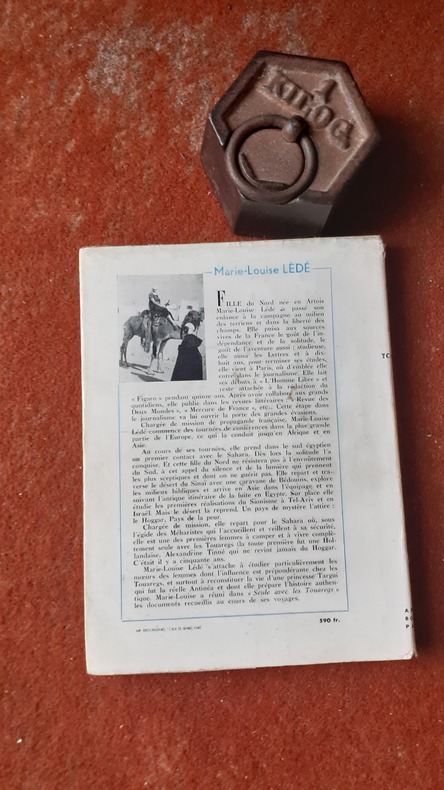 1
KILOG.
Marie-Louise LÈDÉ
FILLE du Nord née en Artois
Marie-Louise Lédé a passé son
enfance à la campagne au milieu
des terriens et dans la liberté des
champs. Elle puisa aux sources
vives de la France le goût de l'in-
dépendance et de la solitude, le
goût de l'aventure aussi : studieuse,
elle aima les Lettres et à dix-
huit ans, pour terminer ses études,
elle vient à Paris, où d'emblée elle
entre dans le journalisme. Elle fait
ses débuts à « L'Homme Libre » et
reste attachée à la rédaction du
« Figaro » pendant quinze ans. Après avoir collaboré aux grands
quotidiens, elle publie dans les revues littéraires « Revue des
Deux Mondes », « Mercure de France », etc.. Cette étape dans
le journalisme va lui ouvrir la porte des grandes évasions.
Chargée de mission de propagande française, Marie-Louise
Lédé commence des tournées de conférences dans la plus grande
partie de l'Europe, ce qui la conduit jusqu'en Afrique et en
Asie.
Au cours de ses tournées, elle prend dans le sud égyptien
un premier contact avec le Sahara. Dès lors la solitude l'a
conquise. Et cette fille du Nord ne résistera pas à l'envoûtement
du Sud, à cet appel du silence et de la lumière qui prennent
les plus sceptiques et dont on ne guérit pas. Elle repart et tra-
verse le désert du Sinaï avec une caravane de Bédouins, explore
les milieux bibliques et arrive en Asie dans l'équipage et en
suivant l'antique itinéraire de la fuite en Egypte. Sur place elle
étudie les premières réalisations du Sionisme à Tel-Aviv et en
Israël. Mais le désert la reprend. Un pays de mystère l'attire :
le Hoggar, Pays de la peur.
Chargée de mission, elle repart pour le Sahara où, sous
l'égide des Méharistes qui l'accueillent et veillent à sa sécurité,
elle est une des premières femmes à camper et à vivre complè-
tement seule avec les Touaregs (la toute première fut une Hol-
landaise, Alexandrine Tinné qui ne revint jamais du Hoggar.
C'était il y a cinquante ans.
Marie-Louise Lédé s'attache à étudier particulièrement les
mœurs des femmes dont l'influence est prépondérante chez les
Touaregs, et surtout à reconstituer la vie d'une princesse Targui
qui fut la réelle Antinéa et dont elle prépare l'histoire authen-
tique. Marie-Louise a réuni dans « Seule avec les Touaregs »
les documents recueillis au cours de ses voyages.
590 fr.